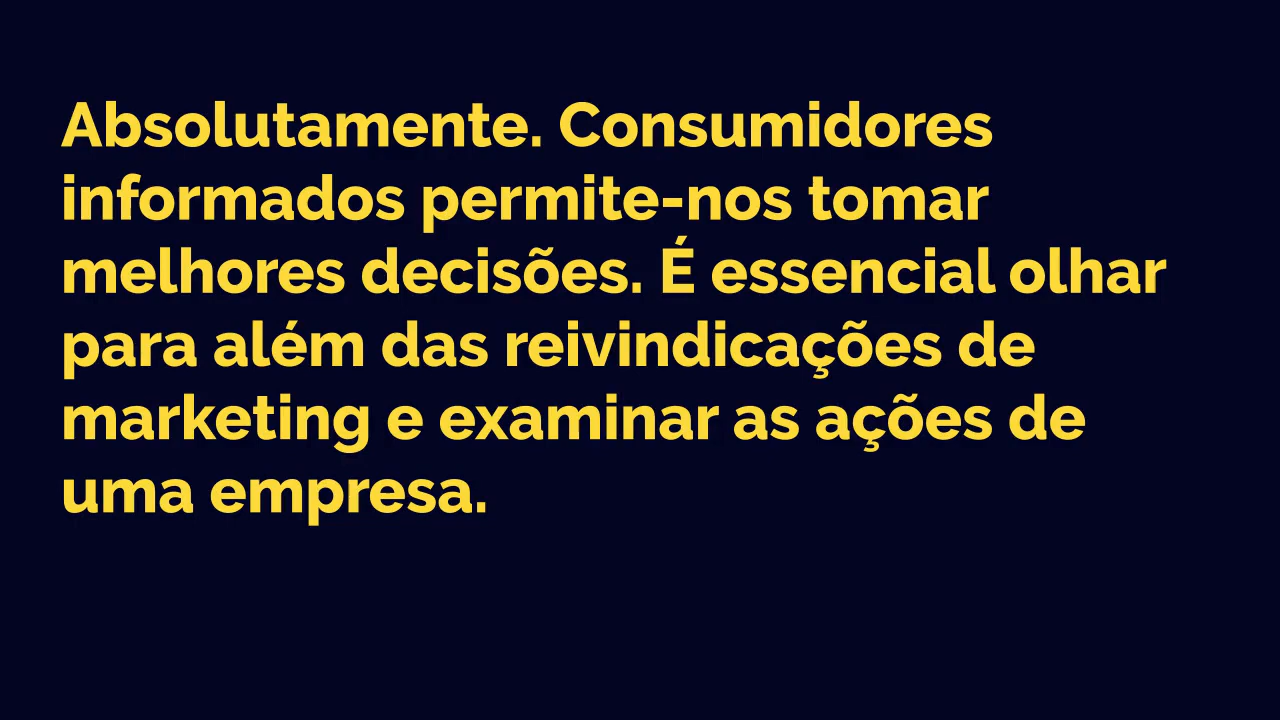 Absolutamente. Consumidores
informados permite-nos tomar
melhores decisões. É essencial olhar
para além das reivindicações de
marketing e examinar as ações de
uma empresa.